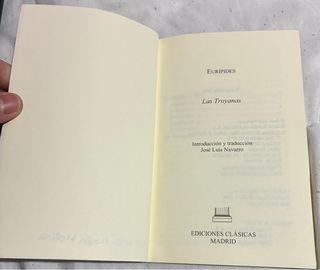 EURÍPIDES
Las Troyanas
Introducción y traducción
José Luis Navarro
EDICIONES CLÁSICAS
MADRID